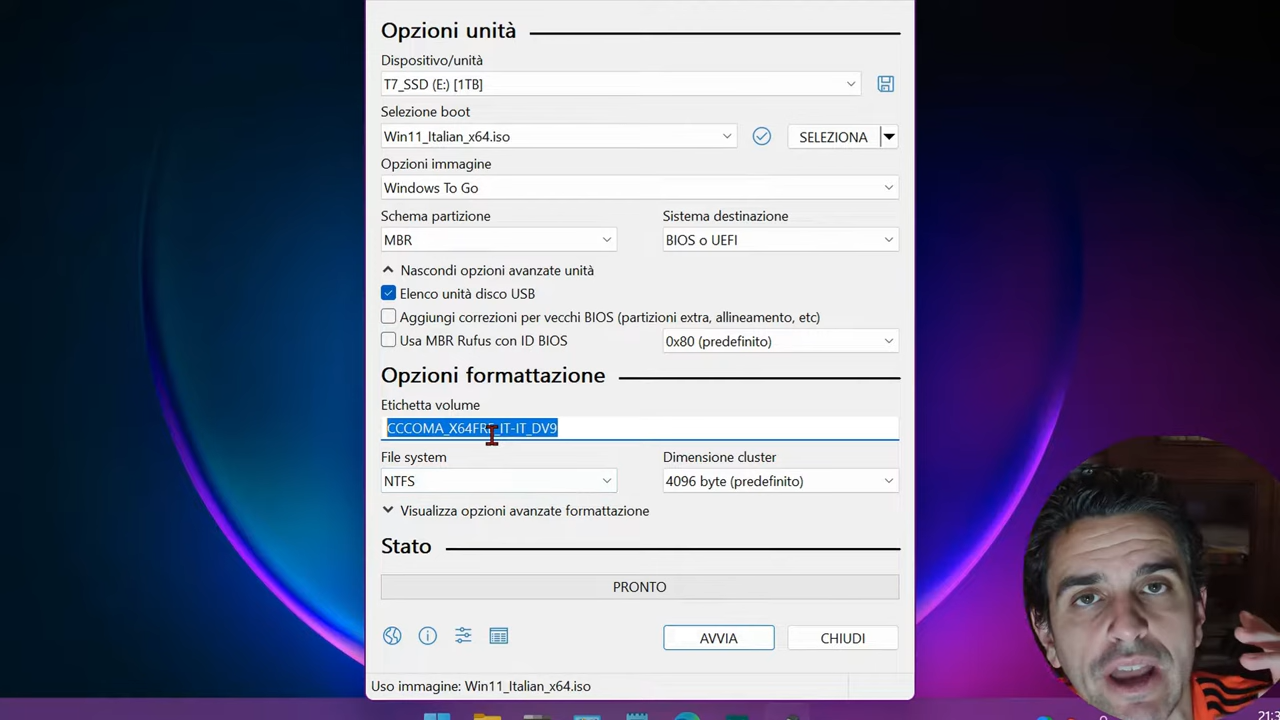 Opzioni unità
Dispositivo/unità
T7_SSD (E:) [1TB]
Selezione boot
Win11_Italian_x64.iso
SELEZIONA
Opzioni immagine
Windows To Go
Schema partizione
Sistema destinazione
MBR
BIOS o UEFI
Nascondi opzioni avanzate unità
Elenco unità disco USB
Aggiungi correzioni per vecchi BIOS (partizioni extra, allineamento, etc)
Usa MBR Rufus con ID BIOS
0x80 (predefinito)
Opzioni formattazione
Etichetta volume
CCCOMA_X64FRE_IT-IT_DV9
File system
Dimensione cluster
NTFS
4096 byte (predefinito)
Visualizza opzioni avanzate formattazione
Stato
PRONTO
AVVIA
CHIUDI
Uso immagine: Win11_Italian_x64.iso